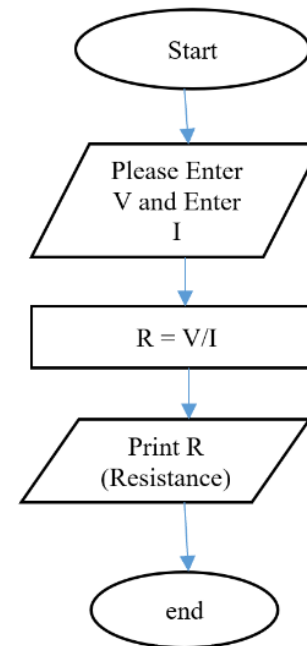 Start
Please Enter
V and Enter
I
R = V/I
Print R
(Resistance)
end